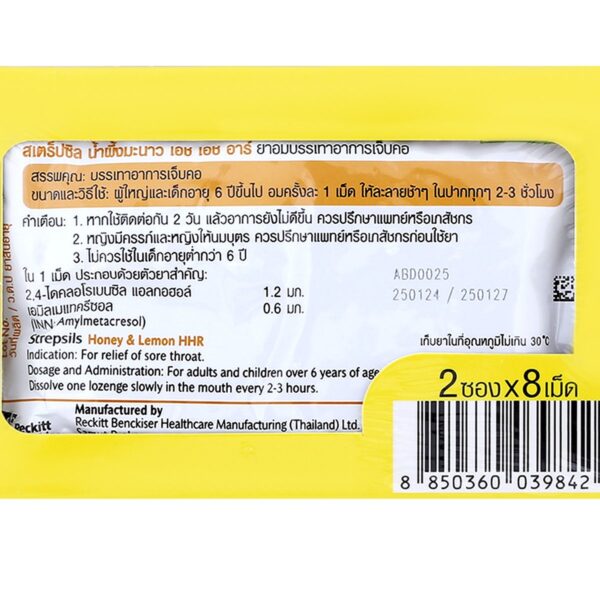 สเตร็ปซิล น้ำผึ้งมะนาว เอช เอช อาร์ ยาอมบรรเทาอาการเจ็บคอ
สรรพคุณ: บรรเทาอาการเจ็บคอ
ขนาดและวิธีใช้: ผู้ใหญ่และเด็กอายุ 6 ปีขึ้นไป อมครั้งละ 1 เม็ด ให้ละลายช้าๆ ในปากทุกๆ 2-3 ชั่วโมง
คำเตือน: 1. หากใช้ติดต่อกัน 2 วัน แล้วอาการยังไม่ดีขึ้น ควรปรึกษาแพทย์หรือเภสัชกร
2. หญิงมีครรภ์และหญิงให้นมบุตร ควรปรึกษาแพทย์หรือเภสัชกรก่อนใช้ยา
3. ไม่ควรใช้ในเด็กอายุต่ำกว่า 6 ปี
ใน 1 เม็ด ประกอบด้วยตัวยาสำคัญ:
2,4-ไดคลอโรเบนซิล แอลกอฮอล์ 1.2 มก.
เอมิลเมแทครีซอล 0.6 มก.
(INN:Amylmetacresol)
ABD0025
250124 / 250127
Lot No.
วันที่ผลิต / ว.ด.ป ยาสิ้นอายุ
Strepsils Honey & Lemon HHR
เก็บยาในที่อุณหภูมิไม่เกิน 30°C
Indication: For relief of sore throat.
Dosage and Administration: For adults and children over 6 years of age
Dissolve one lozenge slowly in the mouth every 2-3 hours.
Manufactured by
Reckitt Benckiser Healthcare Manufacturing (Thailand) Ltd.
Reckitt
2 ซอง x 8 เม็ด
8 850360 039842